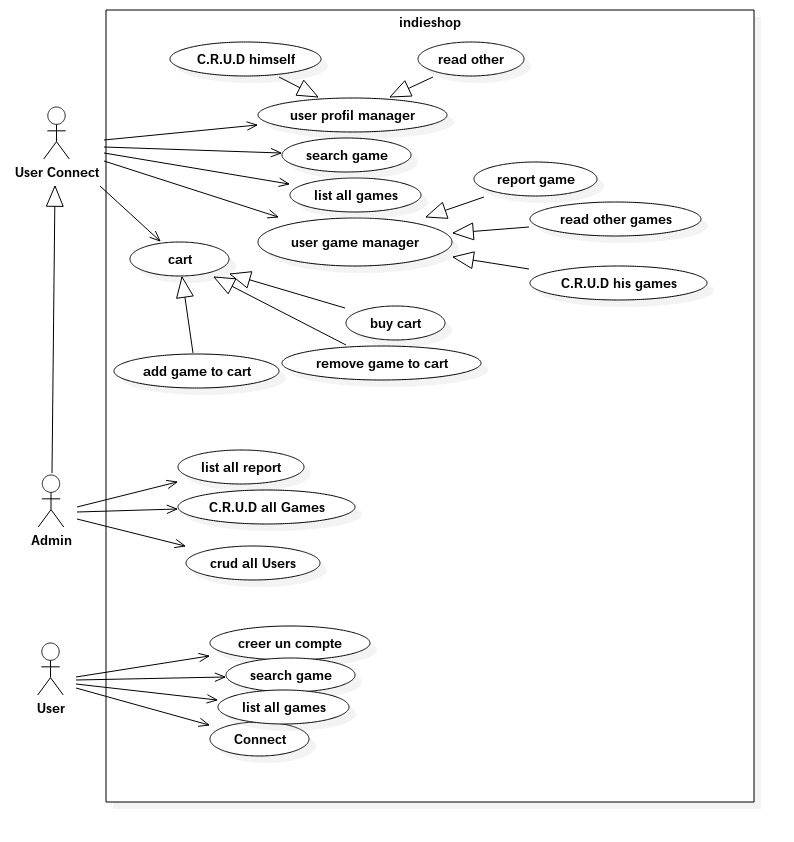 indieshop
C.R.U.D himself
read other
user profil manager
search game
list all games
user game manager
report game
read other games
C.R.U.D his games
User Connect
cart
buy cart
remove game to cart
add game to cart
list all report
C.R.U.D all Games
crud all Users
Admin
creer un compte
search game
list all games
Connect
User